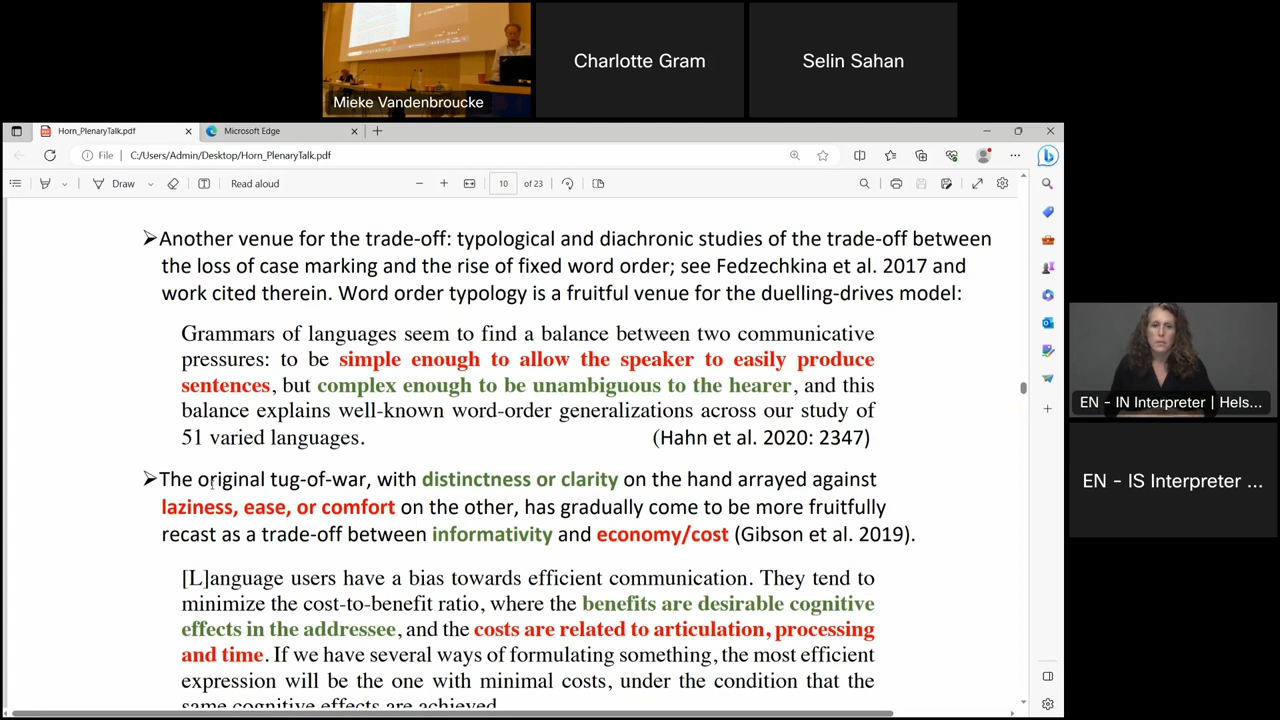 Mieke Vandenbroucke
Charlotte Gram
Selin Sahan
Horn_PlenaryTalk.pdf
Microsoft Edge
File
C:/Users/Admin/Desktop/Horn_PlenaryTalk.pdf
Draw
Read aloud
10 of 23
➤Another venue for the trade-off: typological and diachronic studies of the trade-off between
the loss of case marking and the rise of fixed word order; see Fedzechkina et al. 2017 and
work cited therein. Word order typology is a fruitful venue for the duelling-drives model:
Grammars of languages seem to find a balance between two communicative
pressures: to be simple enough to allow the speaker to easily produce
sentences, but complex enough to be unambiguous to the hearer, and this
balance explains well-known word-order generalizations across our study of
51 varied languages. (Hahn et al. 2020: 2347)
➤The original tug-of-war, with distinctness or clarity on the hand arrayed against
laziness, ease, or comfort on the other, has gradually come to be more fruitfully
recast as a trade-off between informativity and economy/cost (Gibson et al. 2019).
[L]anguage users have a bias towards efficient communication. They tend to
minimize the cost-to-benefit ratio, where the benefits are desirable cognitive
effects in the addressee, and the costs are related to articulation, processing
and time. If we have several ways of formulating something, the most efficient
expression will be the one with minimal costs, under the condition that the
same cognitive effects are achieved.
EN - IN Interpreter | Hels...
EN - IS Interpreter ...